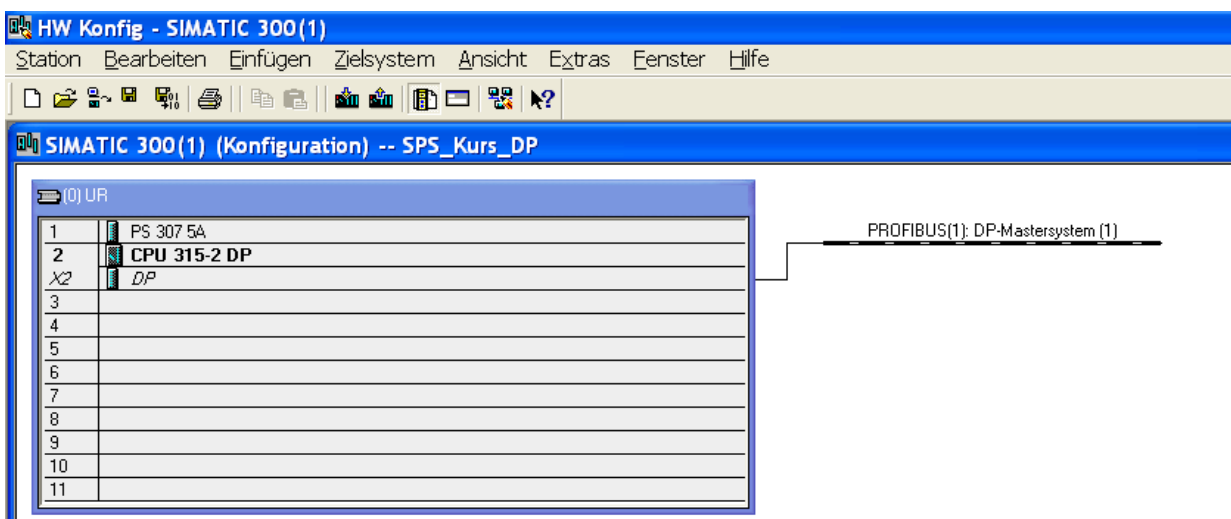 HW Konfig - SIMATIC 300(1)
Station Bearbeiten Einfügen Zielsystem Ansicht Extras Fenster Hilfe
SIMATIC 300(1) (Konfiguration) -- SPS_Kurs_DP
(0) UR
1 PS 307 5A
2 CPU 315-2 DP
X2 DP
3
4
5
6
7
8
9
10
11
PROFIBUS(1): DP-Mastersystem (1)